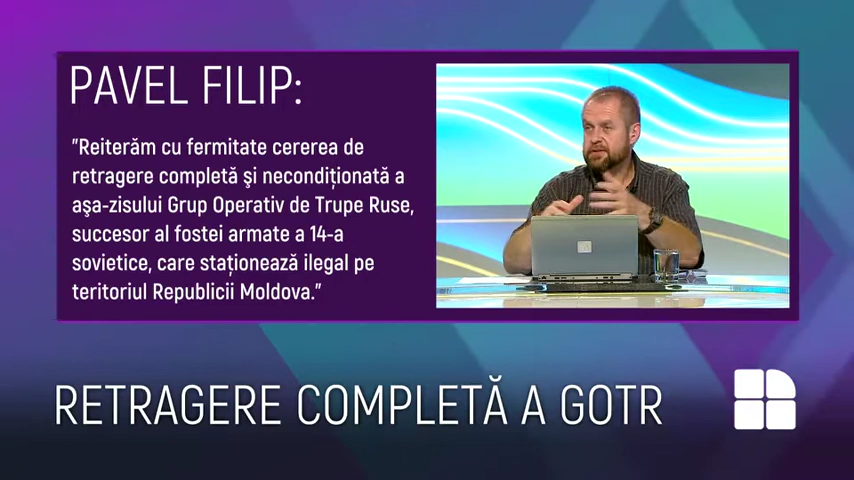 PAVEL FILIP:
"Reiterăm cu fermitate cererea de
retragere completă şi necondiționată a
aşa-zisului Grup Operativ de Trupe Ruse,
succesor al fostei armate a 14-a
sovietice, care staționează ilegal pe
teritoriul Republicii Moldova."
RETRAGERE COMPLETĂ A GOTR